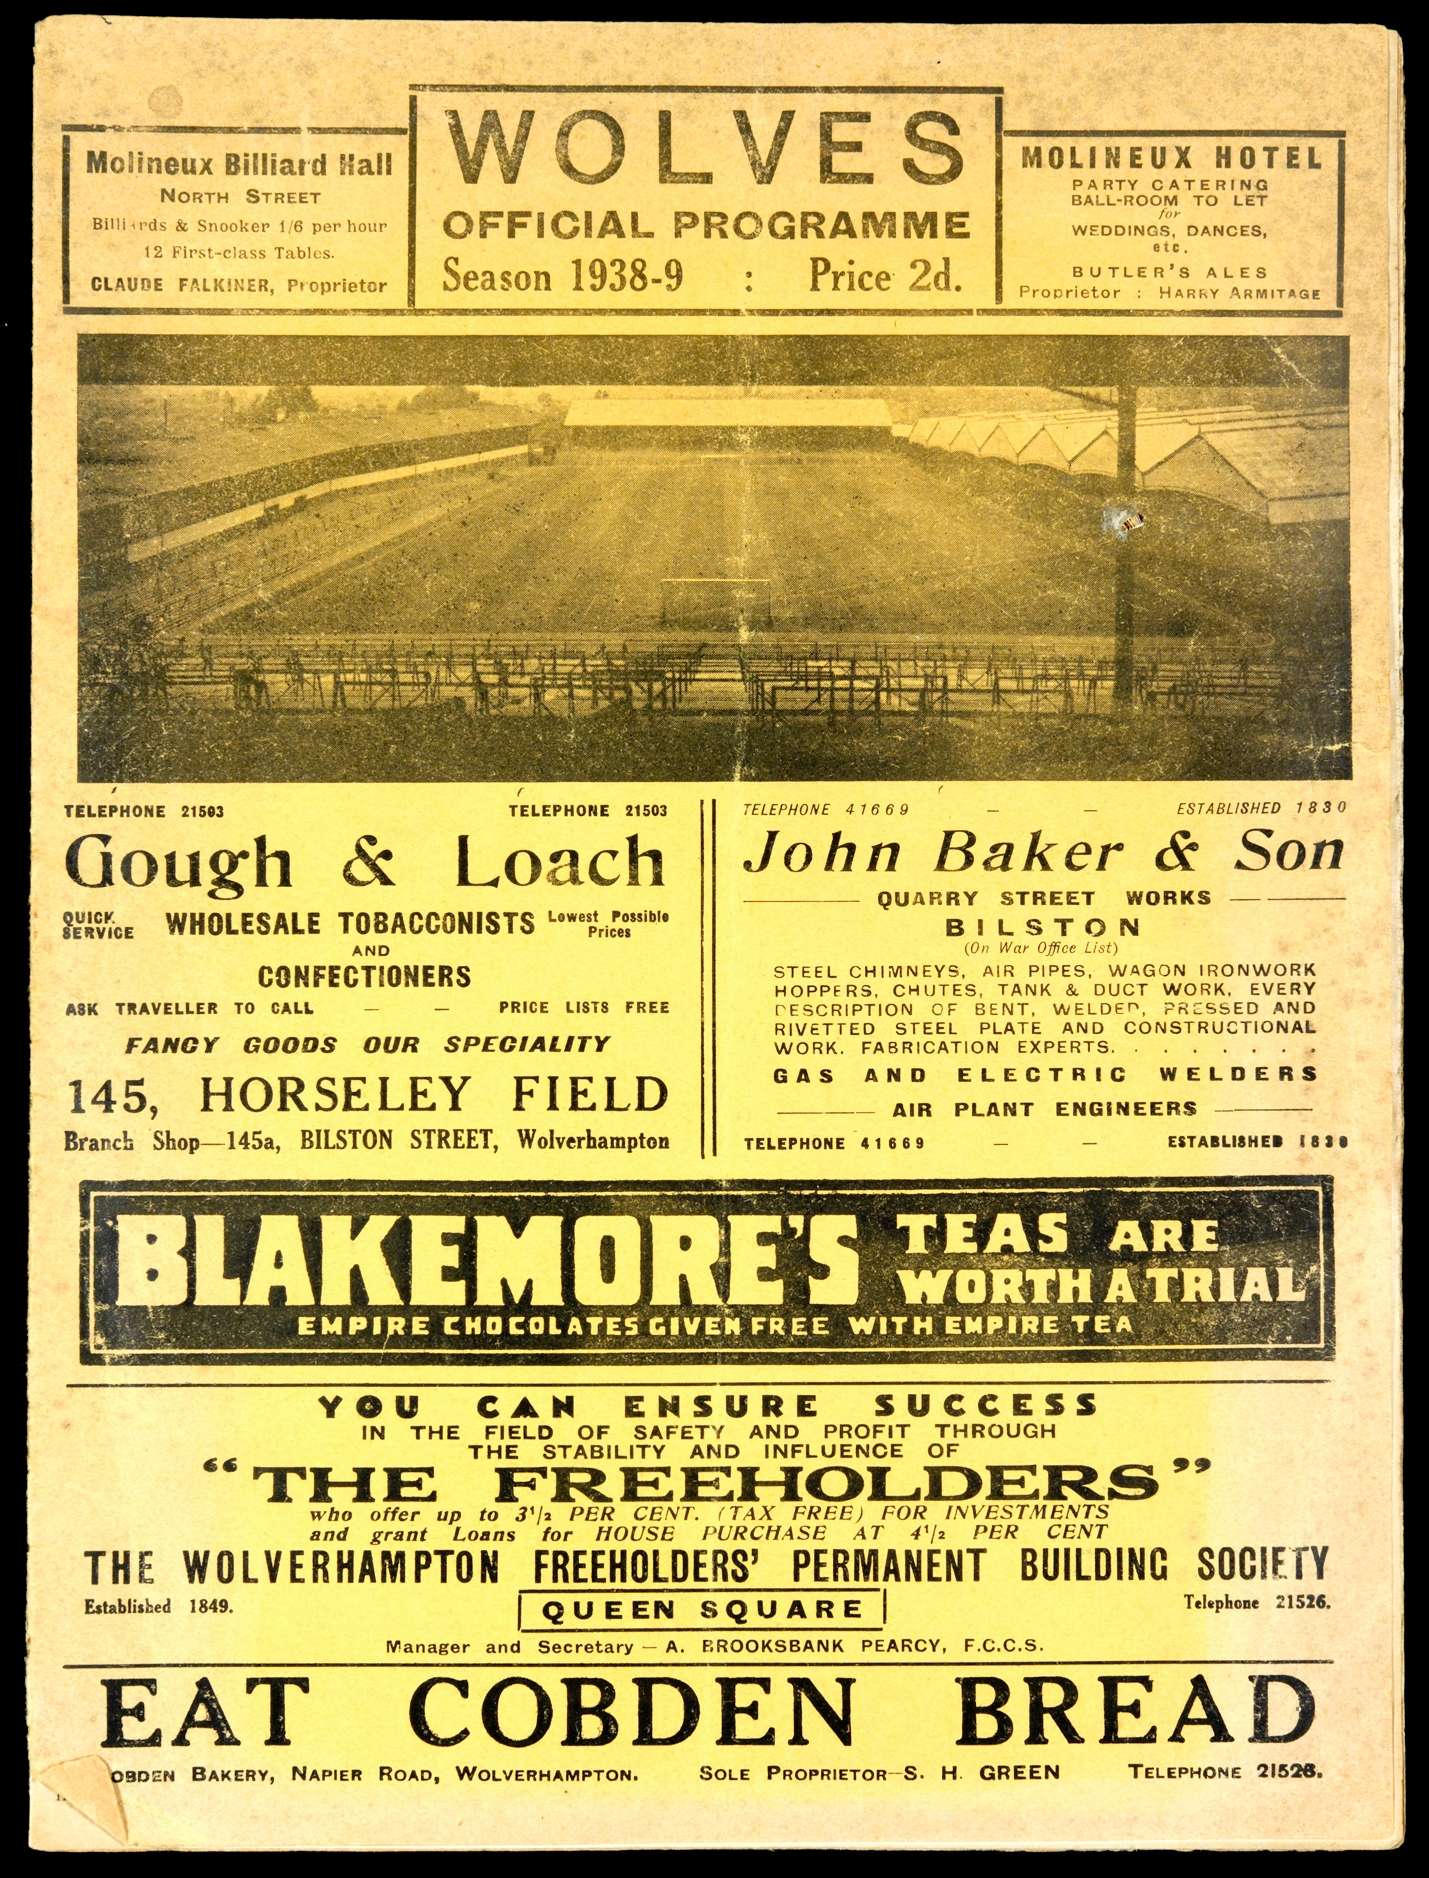 Molineux Billiard Hall
NORTH STREET
Billiards & Snooker 1/6 per hour
12 First-class Tables.
CLAUDE FALKINER, Proprietor
WOLVES
OFFICIAL PROGRAMME
Season 1938-9 : Price 2d.
MOLINEUX HOTEL
PARTY CATERING
BALL-ROOM TO LET
for
WEDDINGS, DANCES,
etc.
BUTLER'S ALES
Proprietor : HARRY ARMITAGE
TELEPHONE 21503 TELEPHONE 21503
Gough & Loach
QUICK SERVICE WHOLESALE TOBACCONISTS Lowest Possible Prices
AND
CONFECTIONERS
ASK TRAVELLER TO CALL — — PRICE LISTS FREE
FANCY GOODS OUR SPECIALITY
145, HORSELEY FIELD
Branch Shop—145a, BILSTON STREET, Wolverhampton
TELEPHONE 41669 — — ESTABLISHED 1830
John Baker & Son
QUARRY STREET WORKS
BILSTON
(On War Office List)
STEEL CHIMNEYS, AIR PIPES, WAGON IRONWORK
HOPPERS, CHUTES, TANK & DUCT WORK, EVERY
DESCRIPTION OF BENT, WELDED, PRESSED AND
RIVETTED STEEL PLATE AND CONSTRUCTIONAL
WORK. FABRICATION EXPERTS. . . . . . . .
GAS AND ELECTRIC WELDERS
AIR PLANT ENGINEERS
TELEPHONE 41669 — — ESTABLISHED 1830
BLAKEMORE'S TEAS ARE
WORTH A TRIAL
EMPIRE CHOCOLATES GIVEN FREE WITH EMPIRE TEA
YOU CAN ENSURE SUCCESS
IN THE FIELD OF SAFETY AND PROFIT THROUGH
THE STABILITY AND INFLUENCE OF
"THE FREEHOLDERS"
who offer up to 3½ PER CENT. (TAX FREE) FOR INVESTMENTS
and grant Loans for HOUSE PURCHASE AT 4½ PER CENT
THE WOLVERHAMPTON FREEHOLDERS' PERMANENT BUILDING SOCIETY
Established 1849. Telephone 21526.
QUEEN SQUARE
Manager and Secretary — A. BROOKSBANK PEARCY, F.C.C.S.
EAT COBDEN BREAD
OBDEN BAKERY, NAPIER ROAD, WOLVERHAMPTON. SOLE PROPRIETOR—S. H. GREEN TELEPHONE 21528.